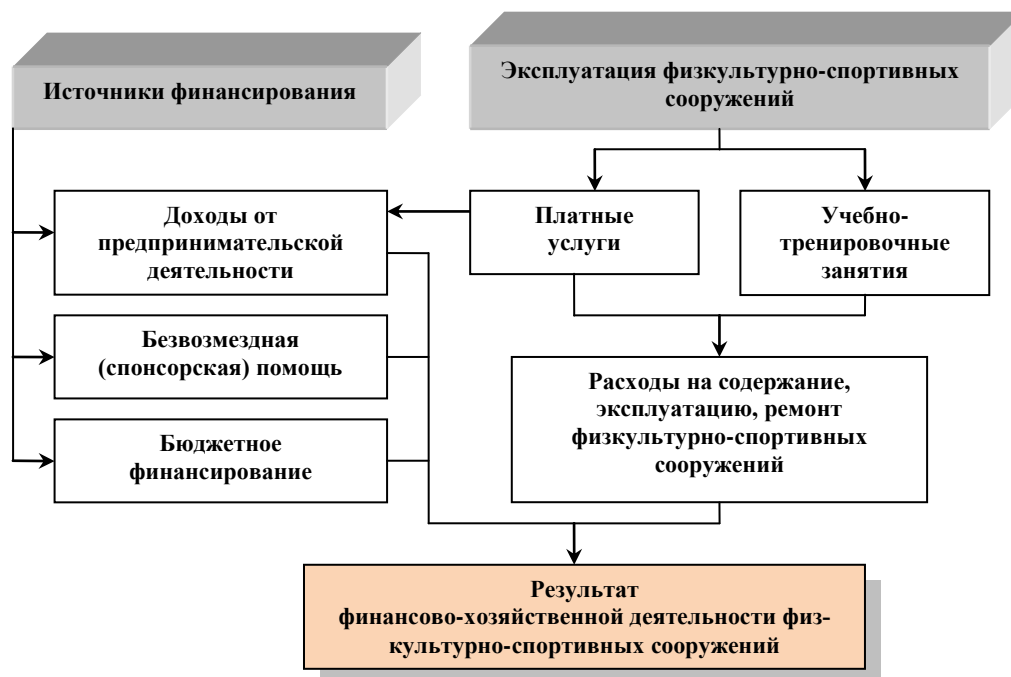 Источники финансирования
Эксплуатация физкультурно-спортивных
сооружений
Доходы от
предпринимательской
деятельности
Платные
услуги
Учебно-
тренировочные
занятия
Безвозмездная
(спонсорская) помощь
Расходы на содержание,
эксплуатацию, ремонт
физкультурно-спортивных
сооружений
Бюджетное
финансирование
Результат
финансово-хозяйственной деятельности физ-
культурно-спортивных сооружений